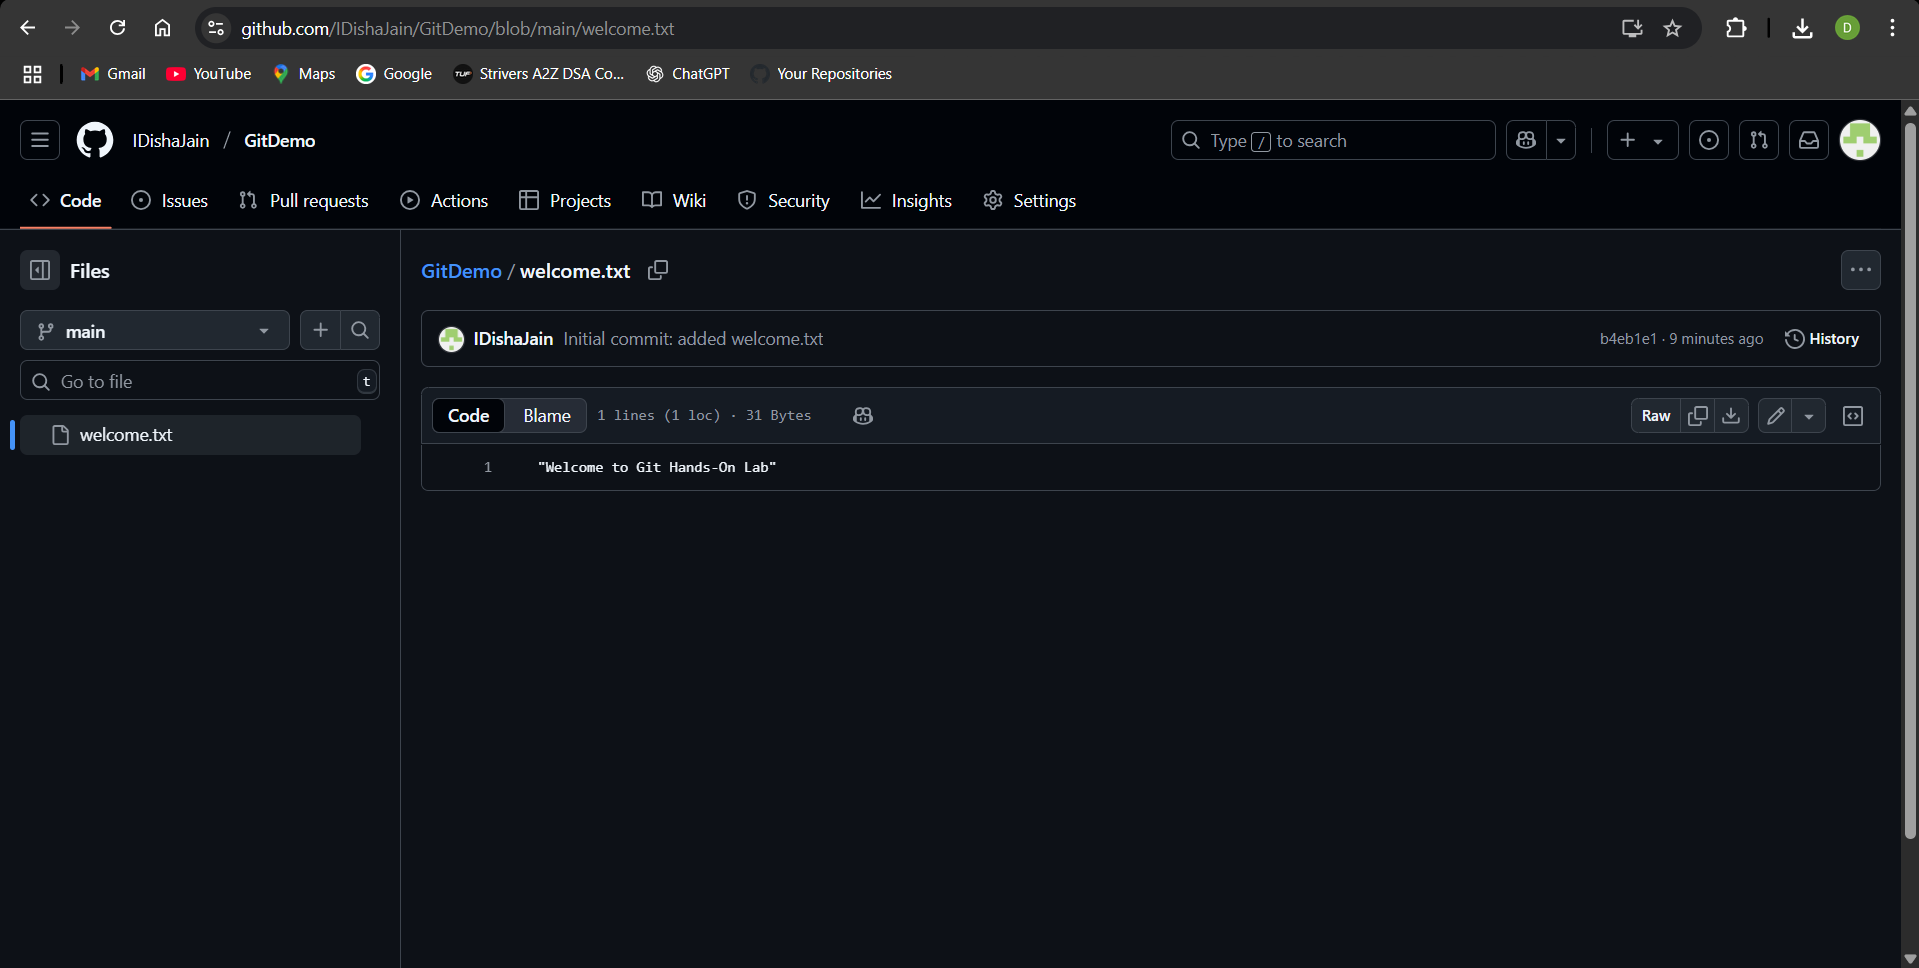 github.com/IDishaJain/GitDemo/blob/main/welcome.txt
D
Gmail YouTube Maps Google TUF Strivers A2Z DSA Co... ChatGPT Your Repositories
IDishaJain / GitDemo
Type / to search
Code Issues Pull requests Actions Projects Wiki Security Insights Settings
Files
main
Go to file t
welcome.txt
GitDemo / welcome.txt
IDishaJain Initial commit: added welcome.txt b4eb1e1 · 9 minutes ago History
Code Blame 1 lines (1 loc) · 31 Bytes Raw
1 "Welcome to Git Hands-On Lab"